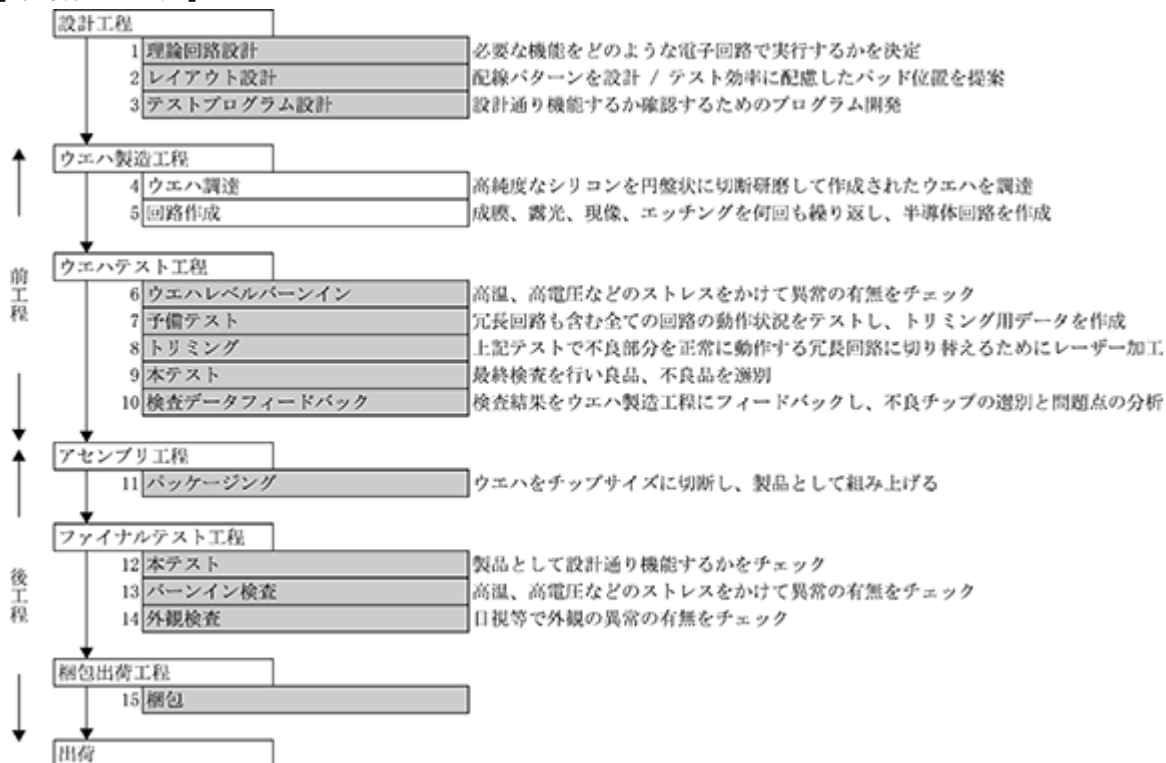 設計工程
1 理論回路設計 必要な機能をどのような電子回路で実行するかを決定
2 レイアウト設計 配線パターンを設計 / テスト効率に配慮したパッド位置を提案
3 テストプログラム設計 設計通り機能するか確認するためのプログラム開発
ウエハ製造工程
4 ウエハ調達 高純度なシリコンを円盤状に切断研磨して作成されたウエハを調達
5 回路作成 成膜、露光、現像、エッチングを何回も繰り返し、半導体回路を作成
前工程
ウエハテスト工程
6 ウエハレベルバーンイン 高温、高電圧などのストレスをかけて異常の有無をチェック
7 予備テスト 冗長回路も含む全ての回路の動作状況をテストし、トリミング用データを作成
8 トリミング 上記テストで不良部分を正常に動作する冗長回路に切り替えるためにレーザー加工
9 本テスト 最終検査を行い良品、不良品を選別
10 検査データフィードバック 検査結果をウエハ製造工程にフィードバックし、不良チップの選別と問題点の分析
アセンブリ工程
11 パッケージング ウエハをチップサイズに切断し、製品として組み上げる
ファイナルテスト工程
12 本テスト 製品として設計通り機能するかをチェック
後工程
13 バーンイン検査 高温、高電圧などのストレスをかけて異常の有無をチェック
14 外観検査 目視等で外観の異常の有無をチェック
梱包出荷工程
15 梱包
出荷